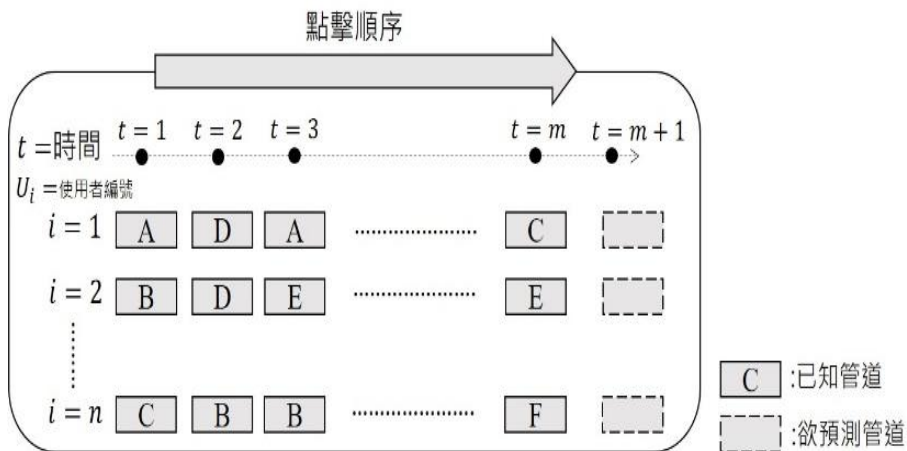 點擊順序
t = 1 t = 2 t = 3 t = m t = m + 1
t =時間
U_i =使用者編號
i = 1 A D A ........................ C
i = 2 B D E ........................ E
i = n C B B ........................ F
C :已知管道
:欲預測管道